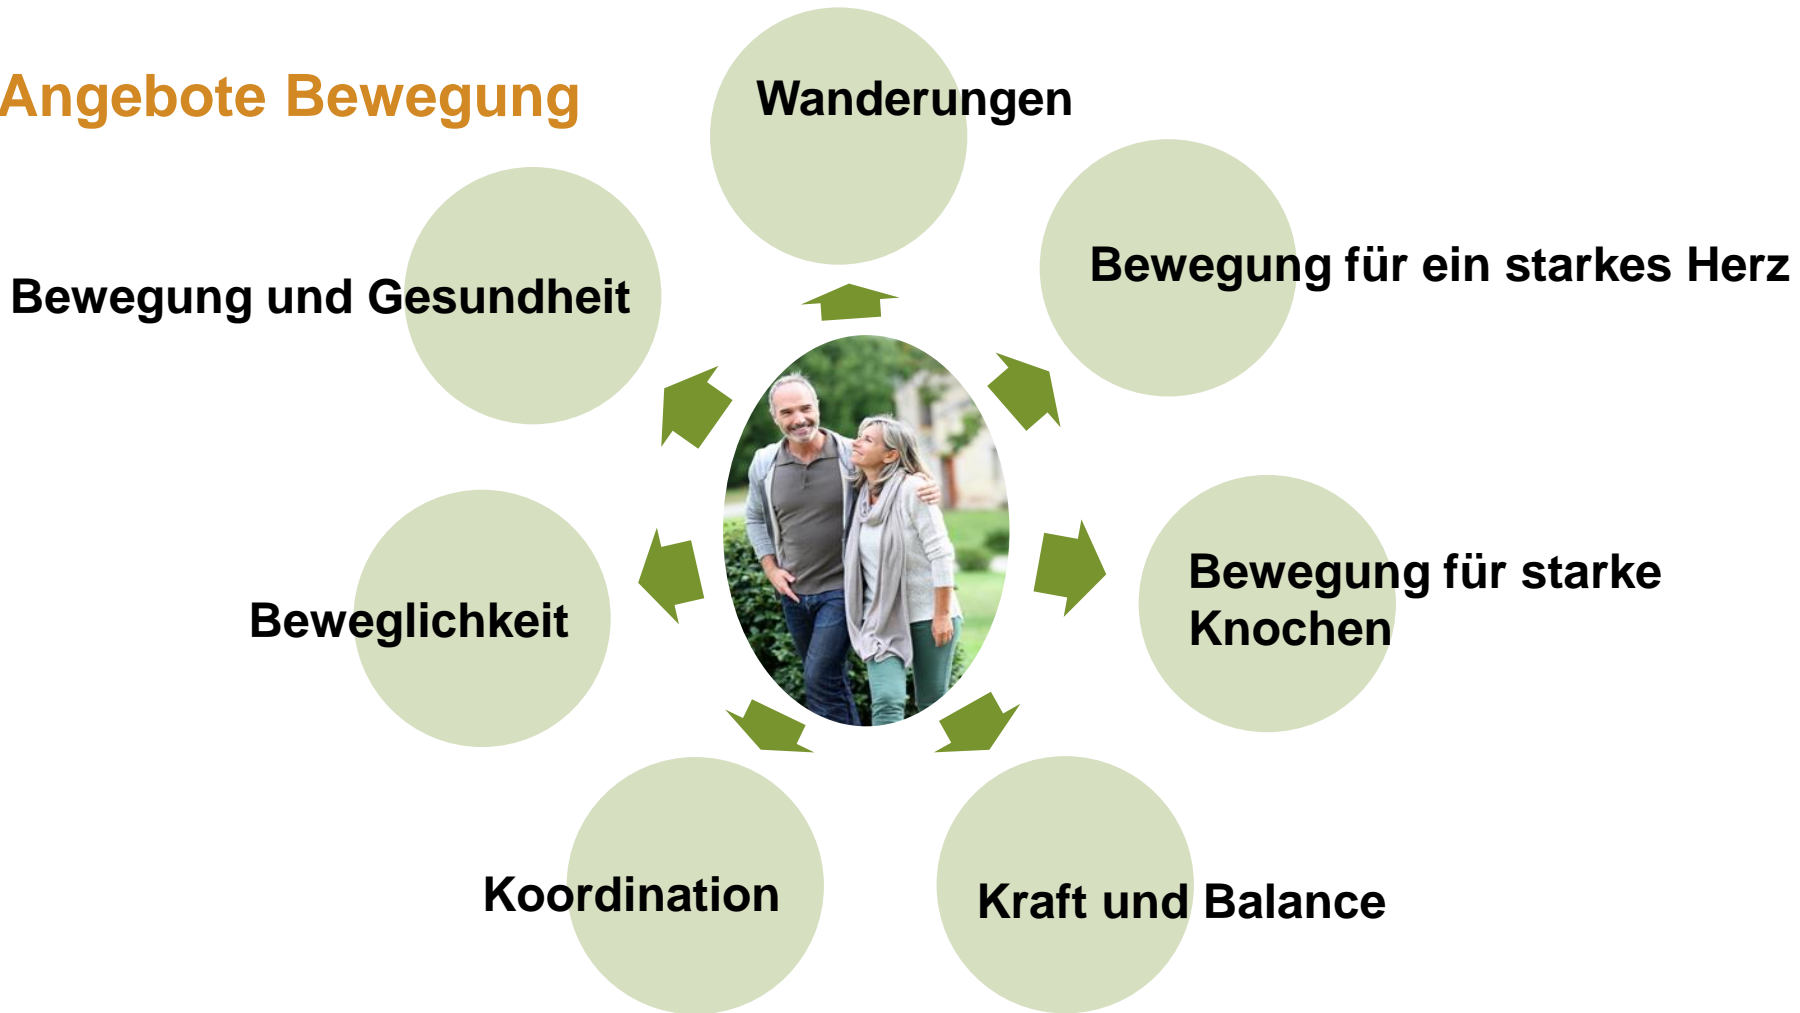 Angebote Bewegung
Wanderungen
Bewegung für ein starkes Herz
Bewegung und Gesundheit
Bewegung für starke
Knochen
Beweglichkeit
Koordination
Kraft und Balance